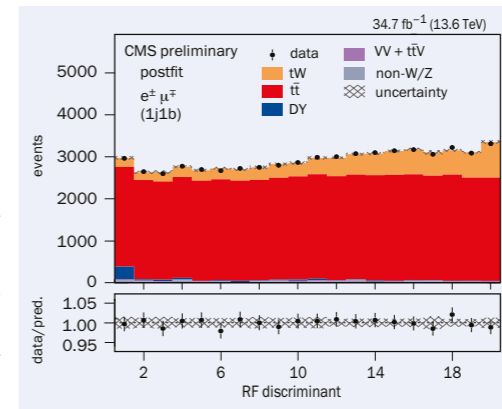 34.7 fb⁻¹ (13.6 TeV)
CMS preliminary
postfit
e± μ∓
(1j1b)
data
tW
tt̄
DY
VV + tt̄V
non-W/Z
uncertainty
events
5000
4000
3000
2000
1000
0
data/pred.
1.05
1.00
0.95
2 6 10 14 18
RF discriminant